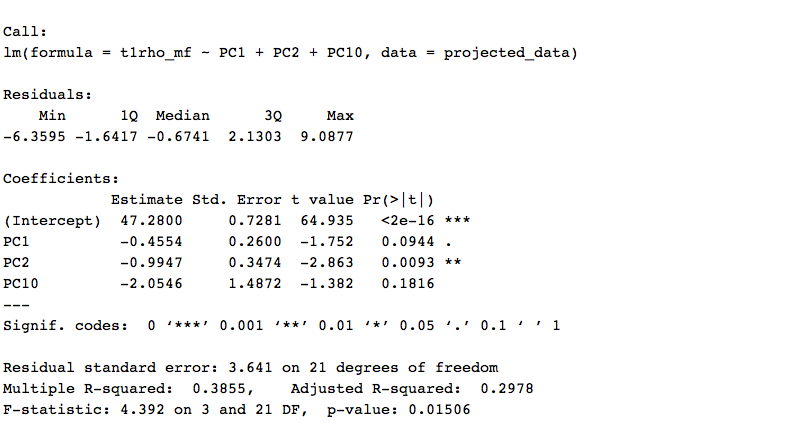 Call:
lm(formula = t1rho_mf ~ PC1 + PC2 + PC10, data = projected_data)
Residuals:
    Min      1Q  Median      3Q     Max
-6.3595 -1.6417 -0.6741  2.1303  9.0877
Coefficients:
            Estimate Std. Error t value Pr(>|t|)
(Intercept)  47.2800     0.7281  64.935   <2e-16 ***
PC1          -0.4554     0.2600  -1.752   0.0944 .
PC2          -0.9947     0.3474  -2.863   0.0093 **
PC10         -2.0546     1.4872  -1.382   0.1816
---
Signif. codes:  0 ‘***’ 0.001 ‘**’ 0.01 ‘*’ 0.05 ‘.’ 0.1 ‘ ’ 1
Residual standard error: 3.641 on 21 degrees of freedom
Multiple R-squared:  0.3855,    Adjusted R-squared:  0.2978
F-statistic: 4.392 on 3 and 21 DF,  p-value: 0.01506